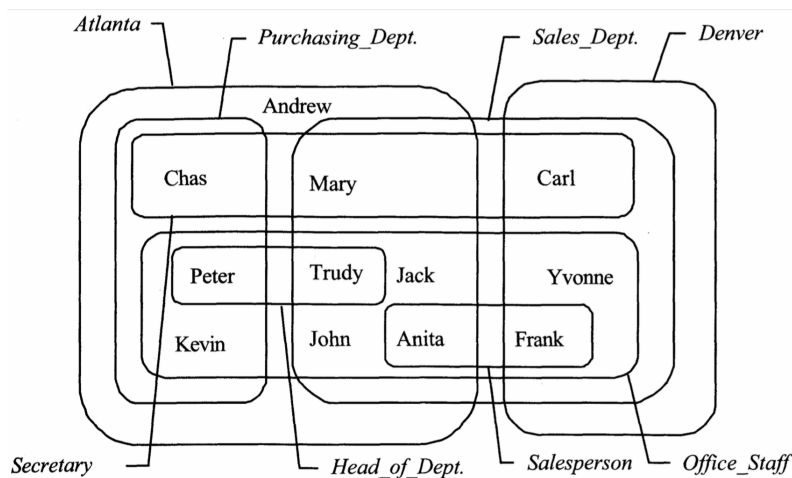 Atlanta
Purchasing_Dept.
Sales_Dept.
Denver
Andrew
Chas
Mary
Carl
Peter
Trudy
Jack
Yvonne
Kevin
John
Anita
Frank
Secretary
Head_of_Dept.
Salesperson
Office_Staff